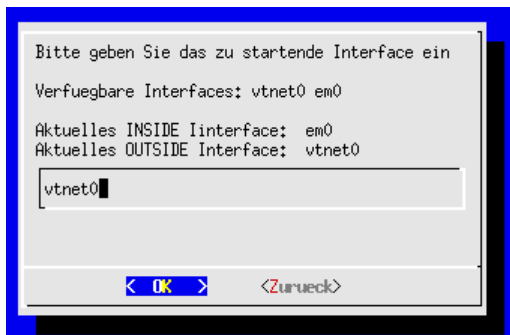 Bitte geben Sie das zu startende Interface ein
Verfuegbare Interfaces: vtnet0 em0
Aktuelles INSIDE Iinterface: em0
Aktuelles OUTSIDE Interface: vtnet0
vtnet0
< OK > <Zurueck>